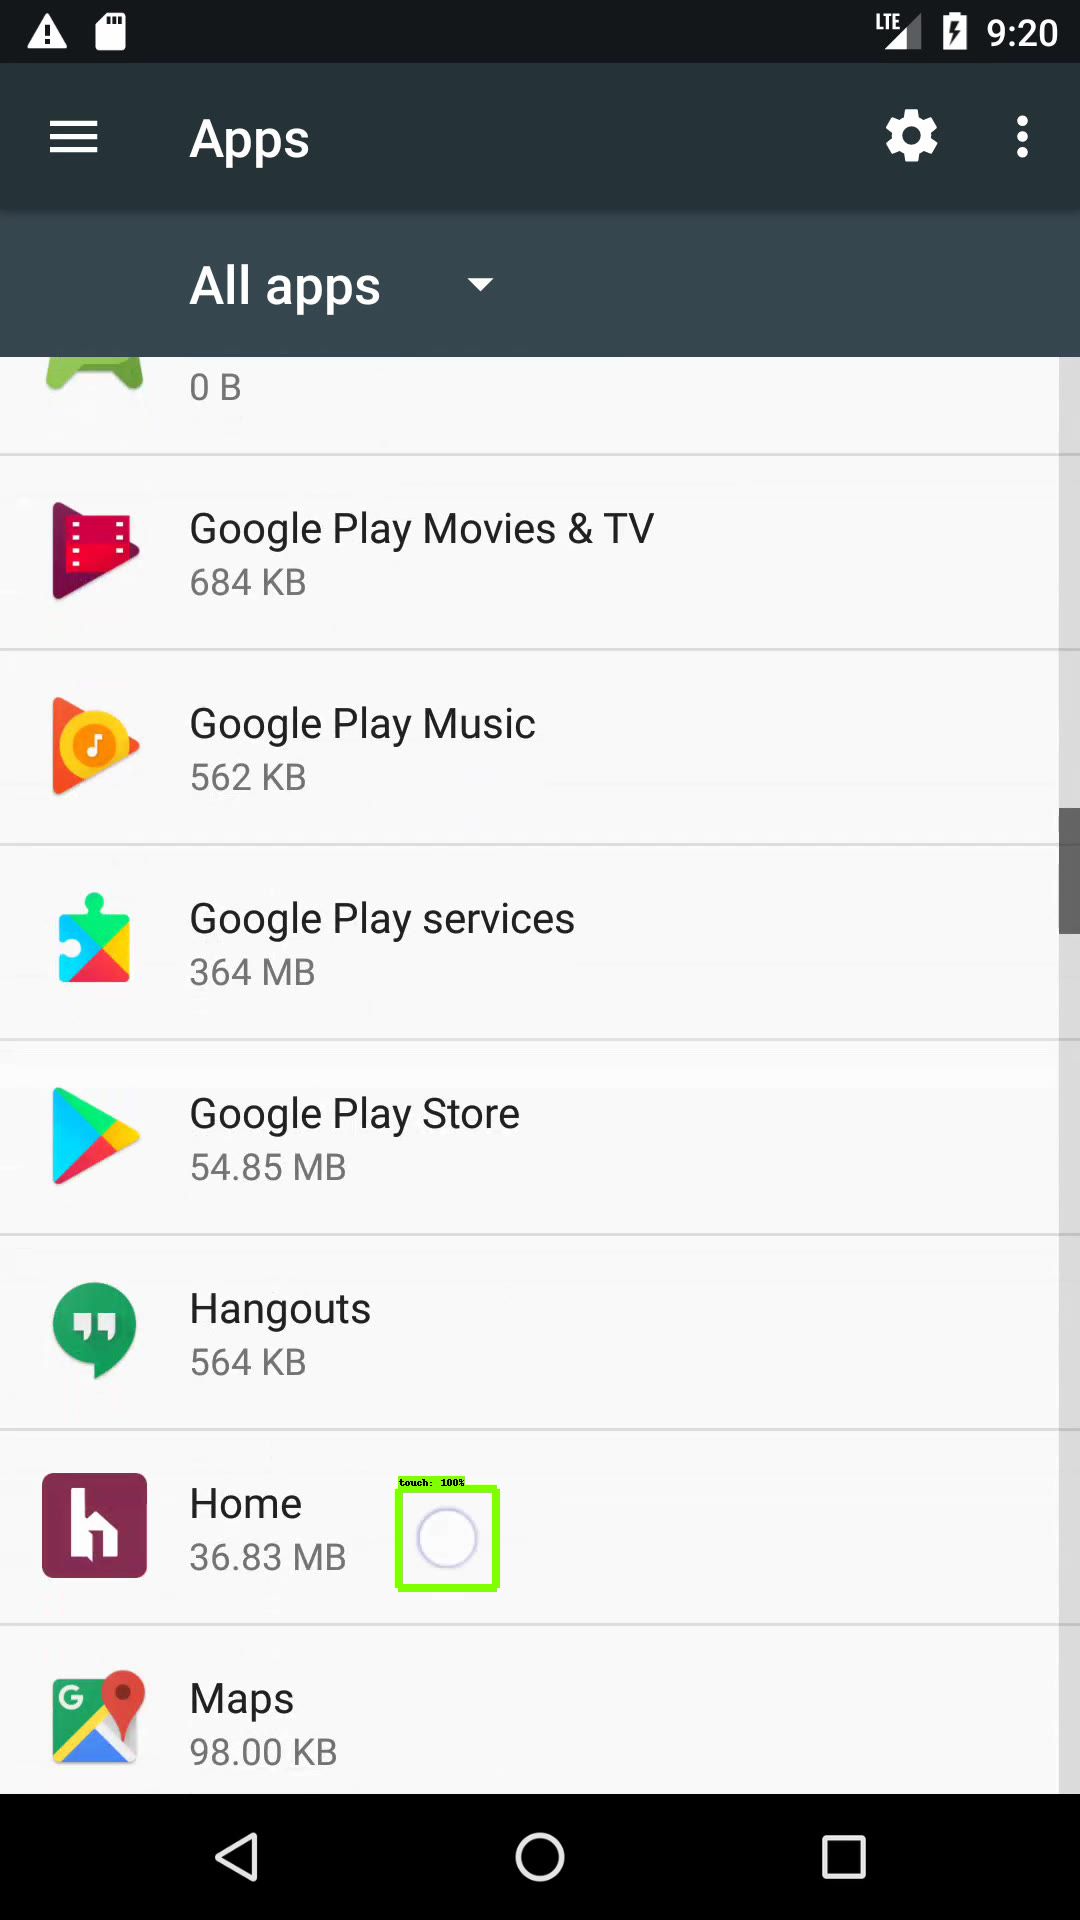 LTE 9:20
Apps
All apps
0 B
Google Play Movies & TV
684 KB
Google Play Music
562 KB
Google Play services
364 MB
Google Play Store
54.85 MB
Hangouts
564 KB
h
Home
36.83 MB
touch: 100%
G
Maps
98.00 KB